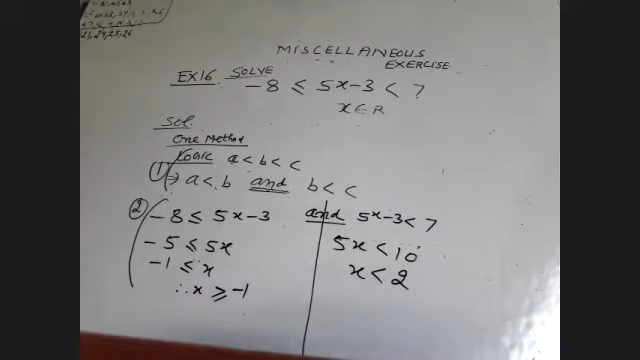 MISCELLANEOUS
EXERCISE
EX16 SOLVE
-8 ≤ 5x-3 < 7
x ∈ R
Sol.
One Method
Logic a < b < c
① ⇒ a < b and b < c
② -8 ≤ 5x-3 and 5x-3 < 7
-5 ≤ 5x 5x < 10
-1 ≤ x x < 2
∴ x ≥ -1